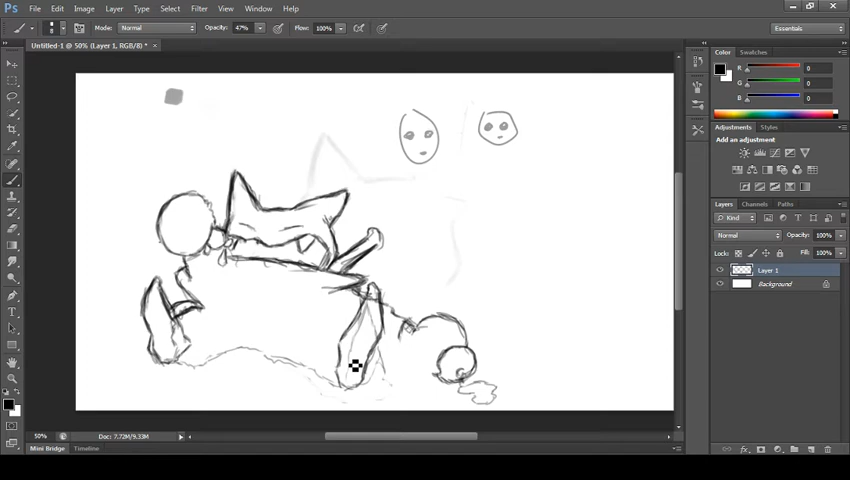 Ps File Edit Image Layer Type Select Filter View Window Help
Mode: Normal Opacity: 47% Flow: 100% Essentials
Untitled-1 @ 50% (Layer 1, RGB/8) * ×
Color Swatches
R 0
G 0
B 0
Adjustments Styles
Add an adjustment
Layers Channels Paths
Kind
Normal Opacity: 100%
Lock: Fill: 100%
Layer 1
Background
50% Doc: 7.72M/9.33M
Mini Bridge Timeline